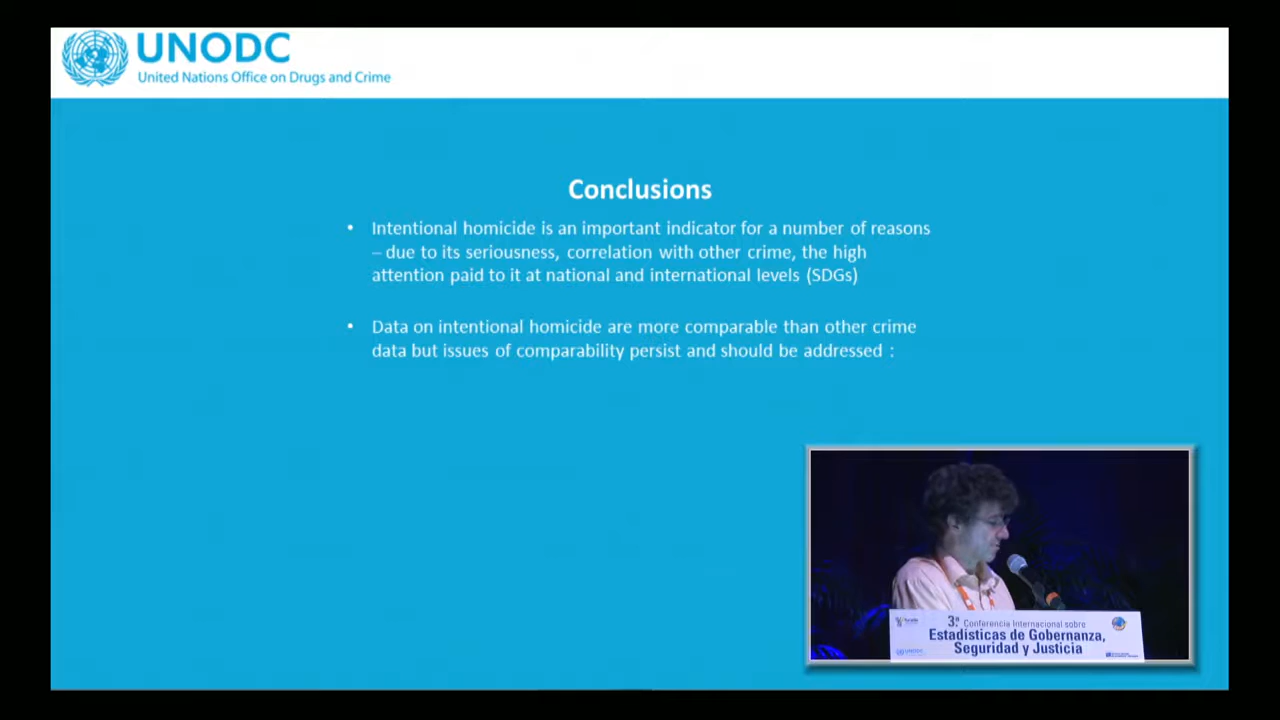 UNODC
United Nations Office on Drugs and Crime
Conclusions
• Intentional homicide is an important indicator for a number of reasons
– due to its seriousness, correlation with other crime, the high
attention paid to it at national and international levels (SDGs)
• Data on intentional homicide are more comparable than other crime
data but issues of comparability persist and should be addressed :
3.ª Conferencia Internacional sobre
Estadísticas de Gobernanza,
Seguridad y Justicia
UNODC